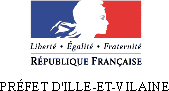 Liberté • Égalité • Fraternité
RÉPUBLIQUE FRANÇAISE
PRÉFET D'ILLE-ET-VILAINE